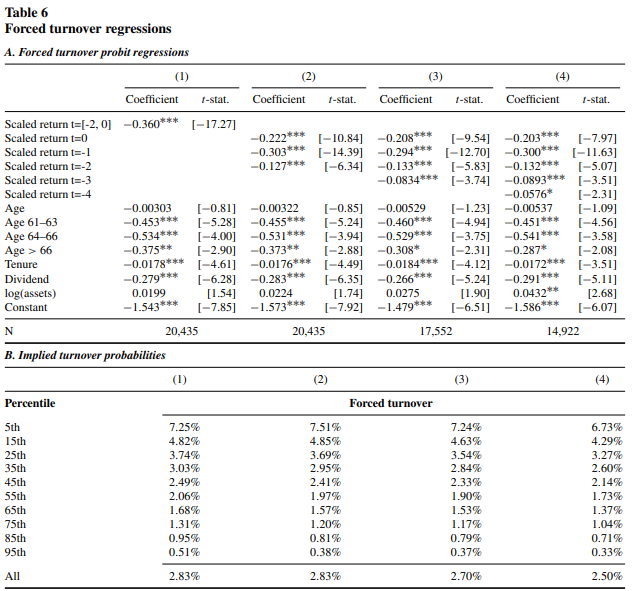 Table 6
Forced turnover regressions
A. Forced turnover probit regressions
(1) (2) (3) (4)
Coefficient t-stat. Coefficient t-stat. Coefficient t-stat. Coefficient t-stat.
Scaled return t=[-2, 0] −0.360*** [−17.27]
Scaled return t=0 −0.222*** [−10.84] −0.208*** [−9.54] −0.203*** [−7.97]
Scaled return t=-1 −0.303*** [−14.39] −0.294*** [−12.70] −0.300*** [−11.63]
Scaled return t=-2 −0.127*** [−6.34] −0.133*** [−5.83] −0.132*** [−5.07]
Scaled return t=-3 −0.0834*** [−3.74] −0.0893*** [−3.51]
Scaled return t=-4 −0.0576* [−2.31]
Age −0.00303 [−0.81] −0.00322 [−0.85] −0.00529 [−1.23] −0.00537 [−1.09]
Age 61–63 −0.453*** [−5.28] −0.455*** [−5.24] −0.460*** [−4.94] −0.451*** [−4.56]
Age 64–66 −0.534*** [−4.00] −0.531*** [−3.94] −0.529*** [−3.75] −0.541*** [−3.58]
Age > 66 −0.375** [−2.90] −0.373** [−2.88] −0.308* [−2.31] −0.287* [−2.08]
Tenure −0.0178*** [−4.61] −0.0176*** [−4.49] −0.0184*** [−4.12] −0.0172*** [−3.51]
Dividend −0.279*** [−6.28] −0.283*** [−6.35] −0.266*** [−5.24] −0.291*** [−5.11]
log(assets) 0.0199 [1.54] 0.0224 [1.74] 0.0275 [1.90] 0.0432** [2.68]
Constant −1.543*** [−7.85] −1.573*** [−7.92] −1.479*** [−6.51] −1.586*** [−6.07]
N 20,435 20,435 17,552 14,922
B. Implied turnover probabilities
(1) (2) (3) (4)
Percentile Forced turnover
5th 7.25% 7.51% 7.24% 6.73%
15th 4.82% 4.85% 4.63% 4.29%
25th 3.74% 3.69% 3.54% 3.27%
35th 3.03% 2.95% 2.84% 2.60%
45th 2.49% 2.41% 2.33% 2.14%
55th 2.06% 1.97% 1.90% 1.73%
65th 1.68% 1.57% 1.53% 1.37%
75th 1.31% 1.20% 1.17% 1.04%
85th 0.95% 0.81% 0.79% 0.71%
95th 0.51% 0.38% 0.37% 0.33%
All 2.83% 2.83% 2.70% 2.50%